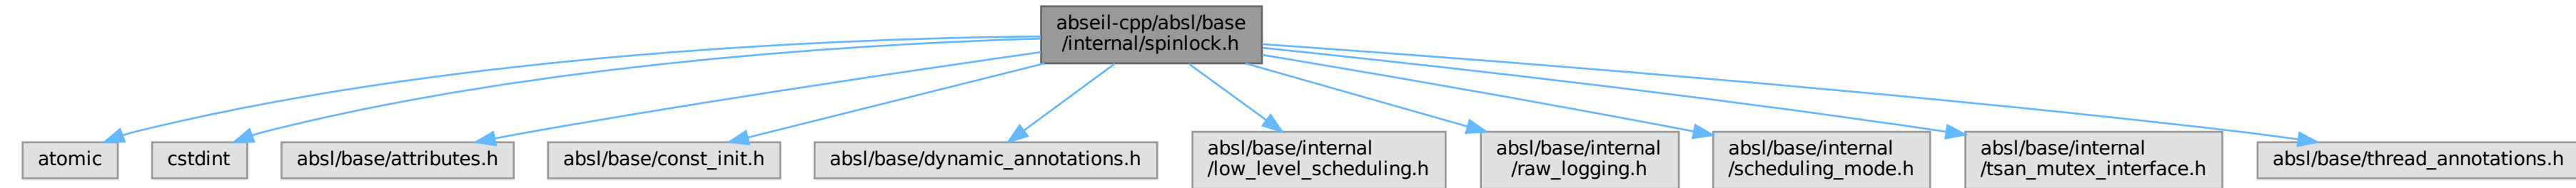 abseil-cpp/absl/base
/internal/spinlock.h
atomic
cstdint
absl/base/attributes.h
absl/base/const_init.h
absl/base/dynamic_annotations.h
absl/base/internal
/low_level_scheduling.h
absl/base/internal
/raw_logging.h
absl/base/internal
/scheduling_mode.h
absl/base/internal
/tsan_mutex_interface.h
absl/base/thread_annotations.h